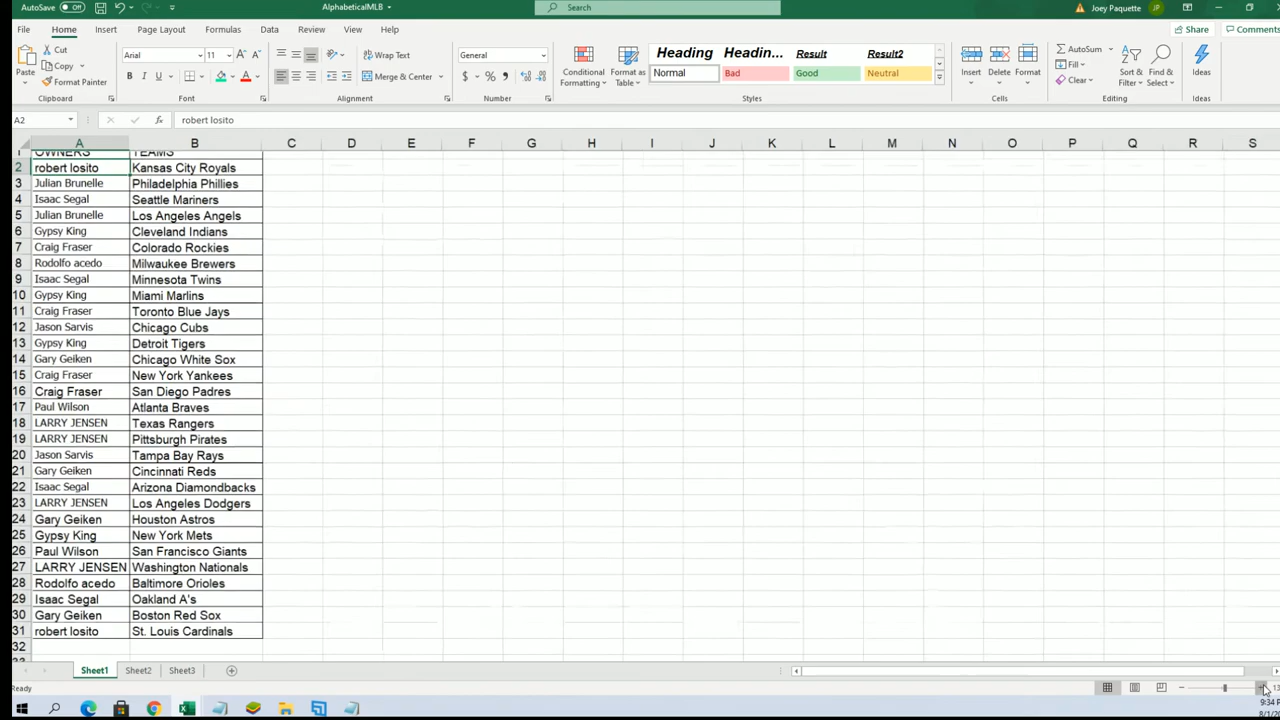 AutoSave Off AlphabeticalMLB Search Joey Paquette JP
File Home Insert Page Layout Formulas Data Review View Help Share Comments
Cut Copy Format Painter Paste Clipboard
Arial 11 A A B I U A Font
Wrap Text Merge & Center Alignment
General $ % , Number
Conditional Formatting Format as Table
Heading Headin... Result Result2
Normal Bad Good Neutral Styles
Insert Delete Format Cells
AutoSum Fill Clear Sort & Filter Find & Select Editing
Ideas Ideas
A2 fx robert losito
A B C D E F G H I J K L M N O P Q R S
1 OWNERS TEAMS
2 robert losito Kansas City Royals
3 Julian Brunelle Philadelphia Phillies
4 Isaac Segal Seattle Mariners
5 Julian Brunelle Los Angeles Angels
6 Gypsy King Cleveland Indians
7 Craig Fraser Colorado Rockies
8 Rodolfo acedo Milwaukee Brewers
9 Isaac Segal Minnesota Twins
10 Gypsy King Miami Marlins
11 Craig Fraser Toronto Blue Jays
12 Jason Sarvis Chicago Cubs
13 Gypsy King Detroit Tigers
14 Gary Geiken Chicago White Sox
15 Craig Fraser New York Yankees
16 Craig Fraser San Diego Padres
17 Paul Wilson Atlanta Braves
18 LARRY JENSEN Texas Rangers
19 LARRY JENSEN Pittsburgh Pirates
20 Jason Sarvis Tampa Bay Rays
21 Gary Geiken Cincinnati Reds
22 Isaac Segal Arizona Diamondbacks
23 LARRY JENSEN Los Angeles Dodgers
24 Gary Geiken Houston Astros
25 Gypsy King New York Mets
26 Paul Wilson San Francisco Giants
27 LARRY JENSEN Washington Nationals
28 Rodolfo acedo Baltimore Orioles
29 Isaac Segal Oakland A's
30 Gary Geiken Boston Red Sox
31 robert losito St. Louis Cardinals
32
Sheet1 Sheet2 Sheet3
Ready
9:34
8/1/20